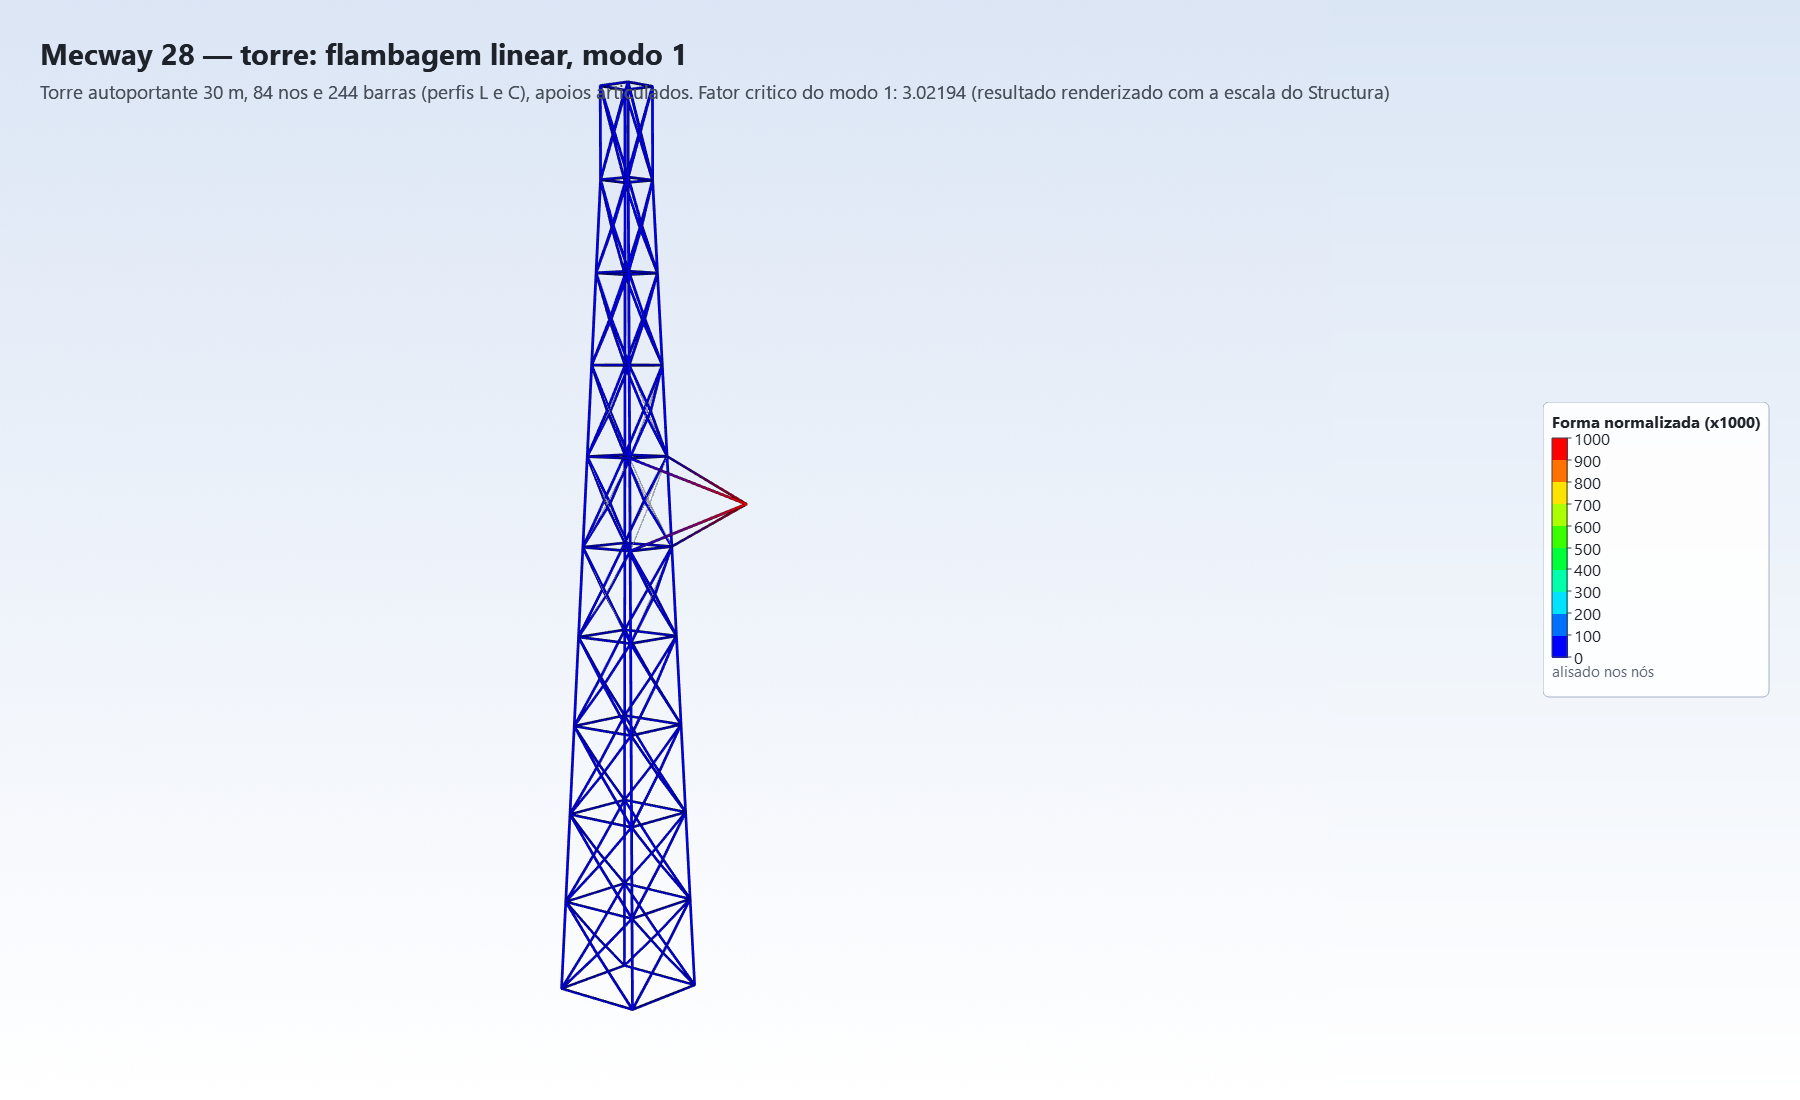 Mecway 28 — torre: flambagem linear, modo 1
Torre autoportante 30 m, 84 nos e 244 barras (perfis L e C), apoios articulados. Fator critico do modo 1: 3.02194 (resultado renderizado com a escala do Structura)
Forma normalizada (x1000)
1000
900
800
700
600
500
400
300
200
100
0
alisado nos nós